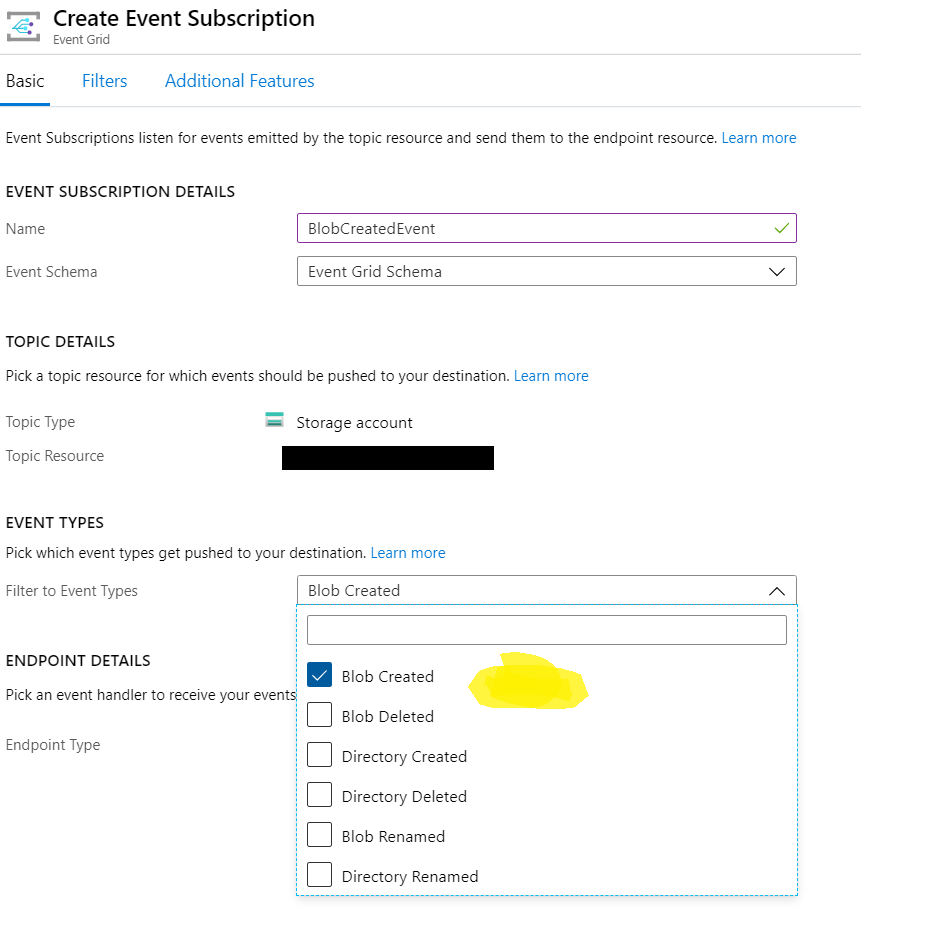 Create Event Subscription
Event Grid
Basic Filters Additional Features
Event Subscriptions listen for events emitted by the topic resource and send them to the endpoint resource. Learn more
EVENT SUBSCRIPTION DETAILS
Name BlobCreatedEvent
Event Schema Event Grid Schema
TOPIC DETAILS
Pick a topic resource for which events should be pushed to your destination. Learn more
Topic Type Storage account
Topic Resource
EVENT TYPES
Pick which event types get pushed to your destination. Learn more
Filter to Event Types Blob Created
ENDPOINT DETAILS
Pick an event handler to receive your events
Endpoint Type
Blob Created
Blob Deleted
Directory Created
Directory Deleted
Blob Renamed
Directory Renamed